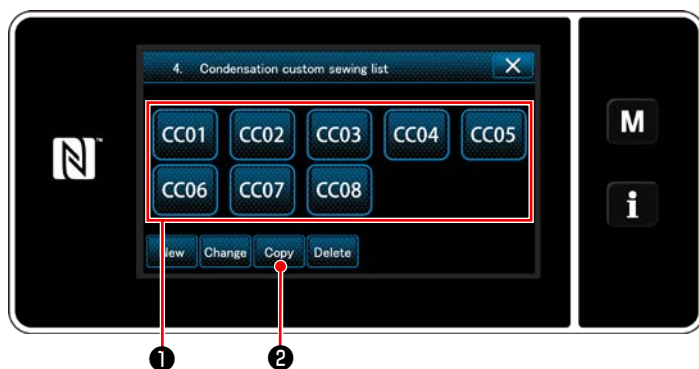 4. Condensation custom sewing list
CC01 CC02 CC03 CC04 CC05
CC06 CC07 CC08
New Change Copy Delete
M
i
N™
❶ ❷